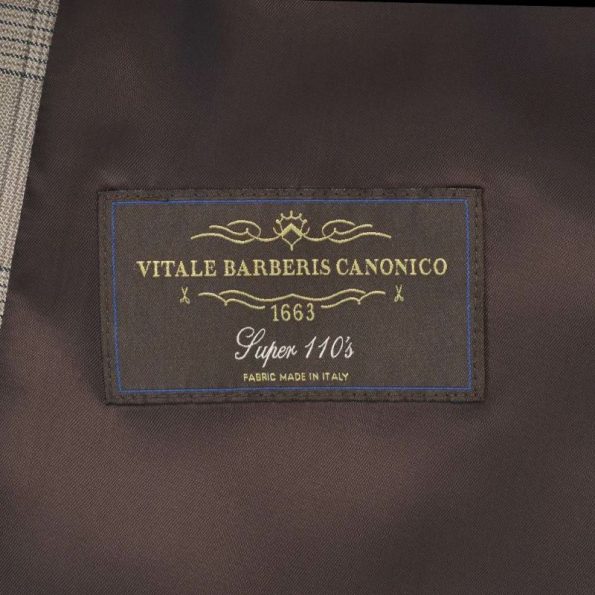 VITALE BARBERIS CANONICO
1663
Super 110's
FABRIC MADE IN ITALY